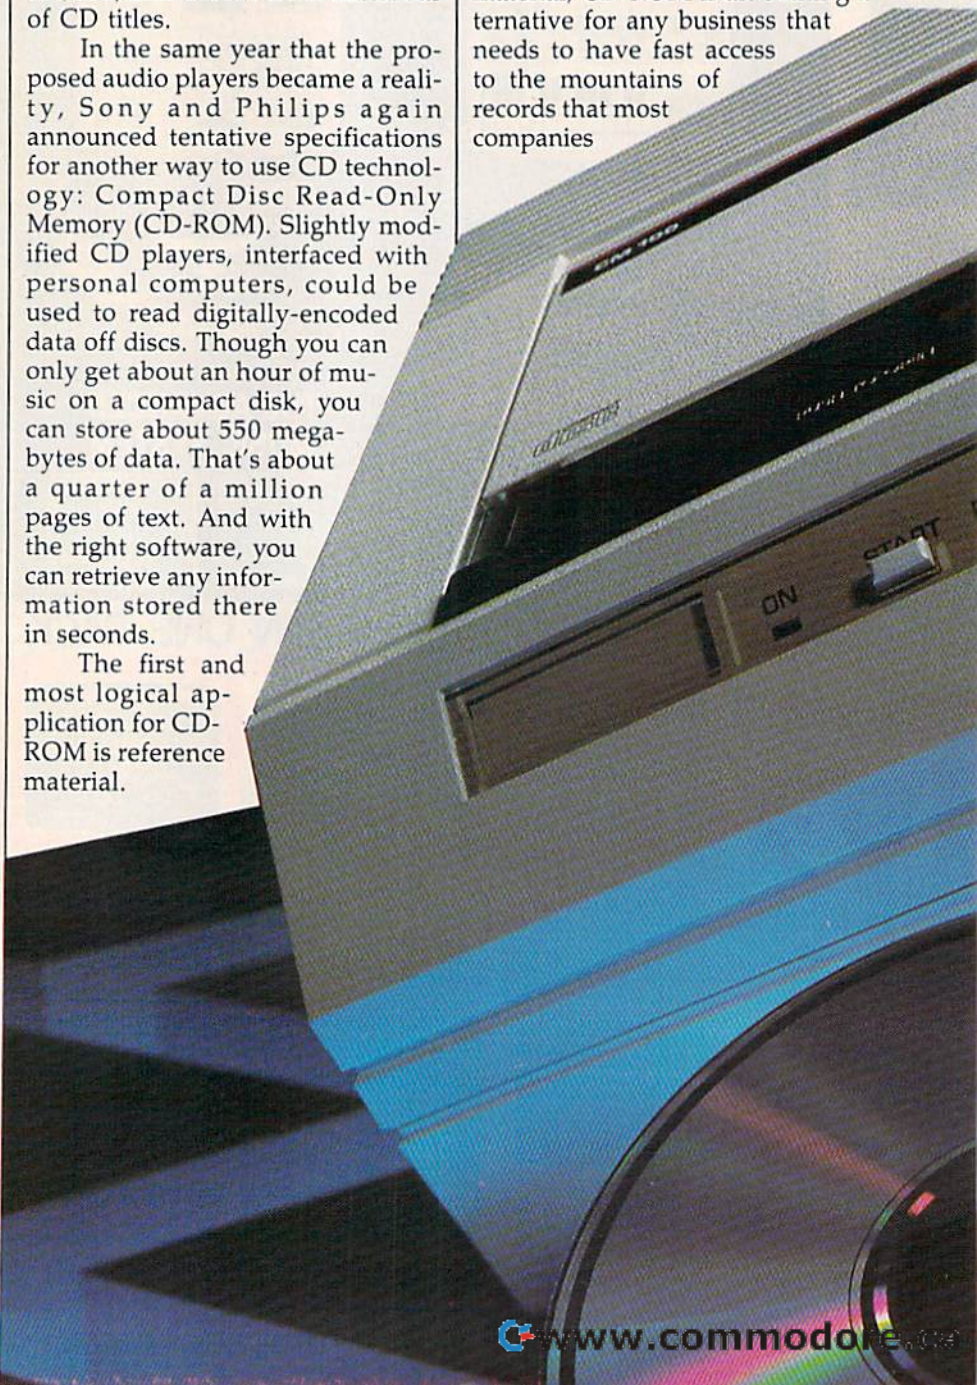 of CD titles.
In the same year that the pro-
posed audio players became a reali-
ty, Sony and Philips again
announced tentative specifications
for another way to use CD technol-
ogy: Compact Disc Read-Only
Memory (CD-ROM). Slightly mod-
ified CD players, interfaced with
personal computers, could be
used to read digitally-encoded
data off discs. Though you can
only get about an hour of mu-
sic on a compact disk, you
can store about 550 mega-
bytes of data. That's about
a quarter of a million
pages of text. And with
the right software, you
can retrieve any infor-
mation stored there
in seconds.
The first and
most logical ap-
plication for CD-
ROM is reference
material.
ternative for any business that
needs to have fast access
to the mountains of
records that most
companies
CM 100
ON
START
www.commodore.ca